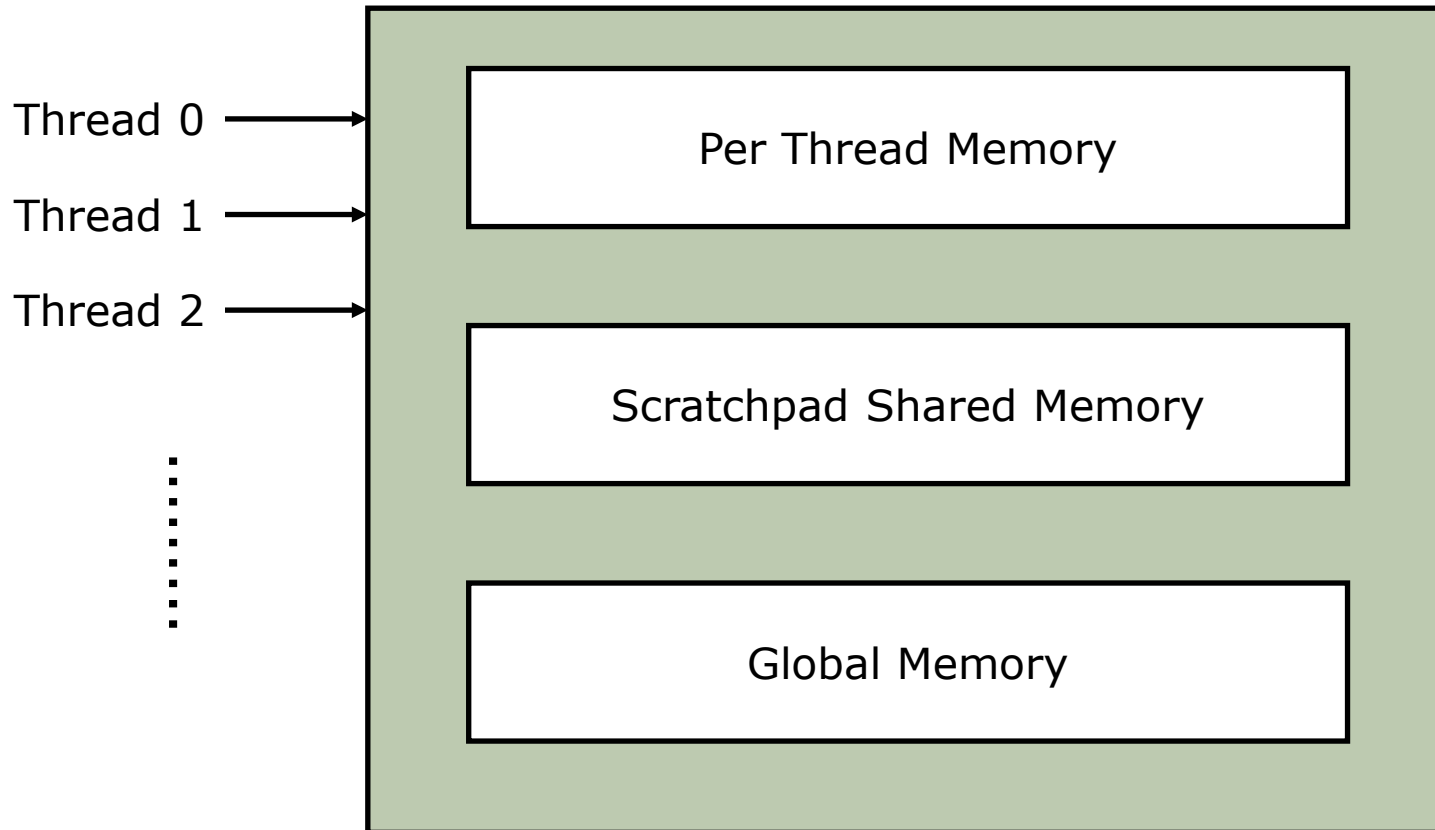 Thread 0
Thread 1
Thread 2
Per Thread Memory
Scratchpad Shared Memory
Global Memory